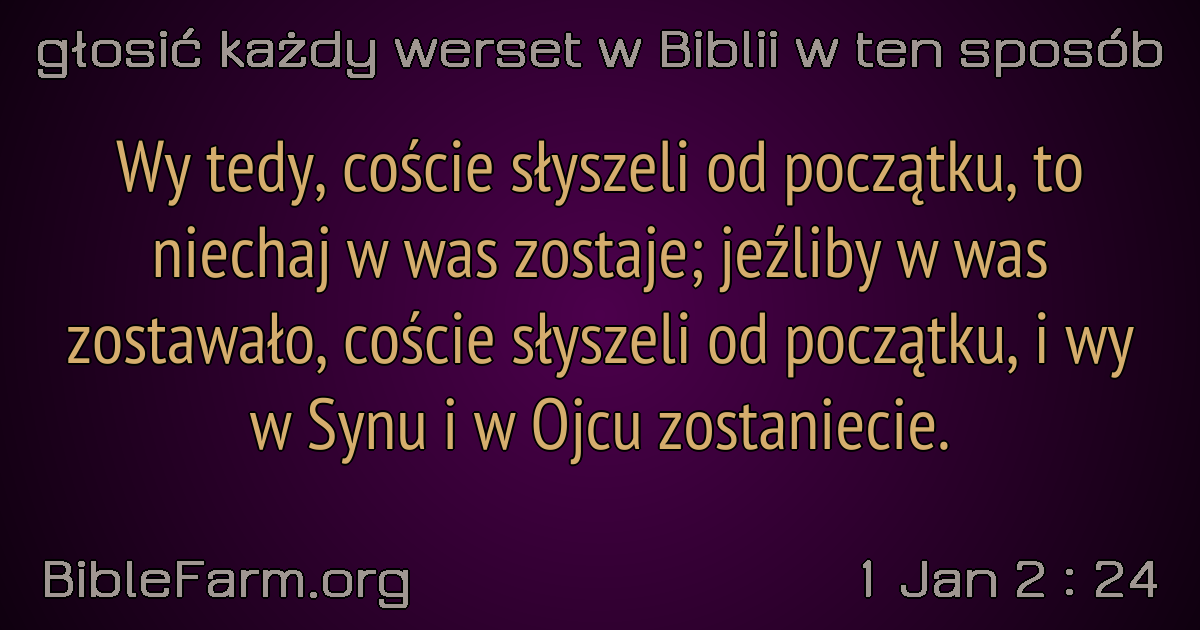 głosić każdy werset w Biblii w ten sposób
Wy tedy, coście słyszeli od początku, to
niechaj w was zostaje; jeźliby w was
zostawało, coście słyszeli od początku, i wy
w Synu i w Ojcu zostaniecie.
BibleFarm.org
1 Jan 2 : 24